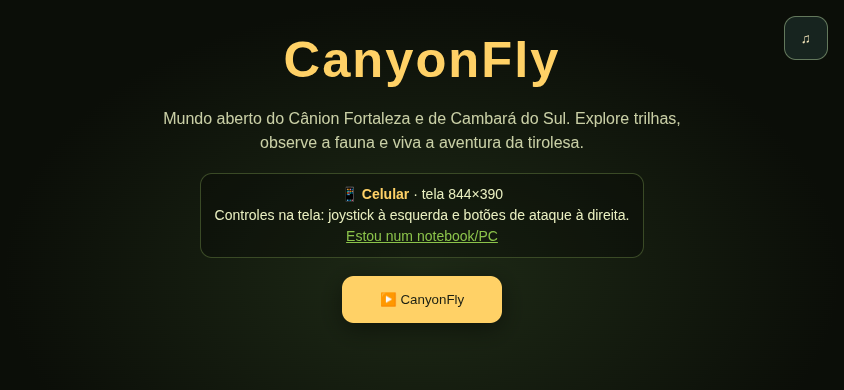 CanyonFly
♫
Mundo aberto do Cânion Fortaleza e de Cambará do Sul. Explore trilhas,
observe a fauna e viva a aventura da tirolesa.
📱 Celular · tela 844×390
Controles na tela: joystick à esquerda e botões de ataque à direita.
Estou num notebook/PC
▶️ CanyonFly